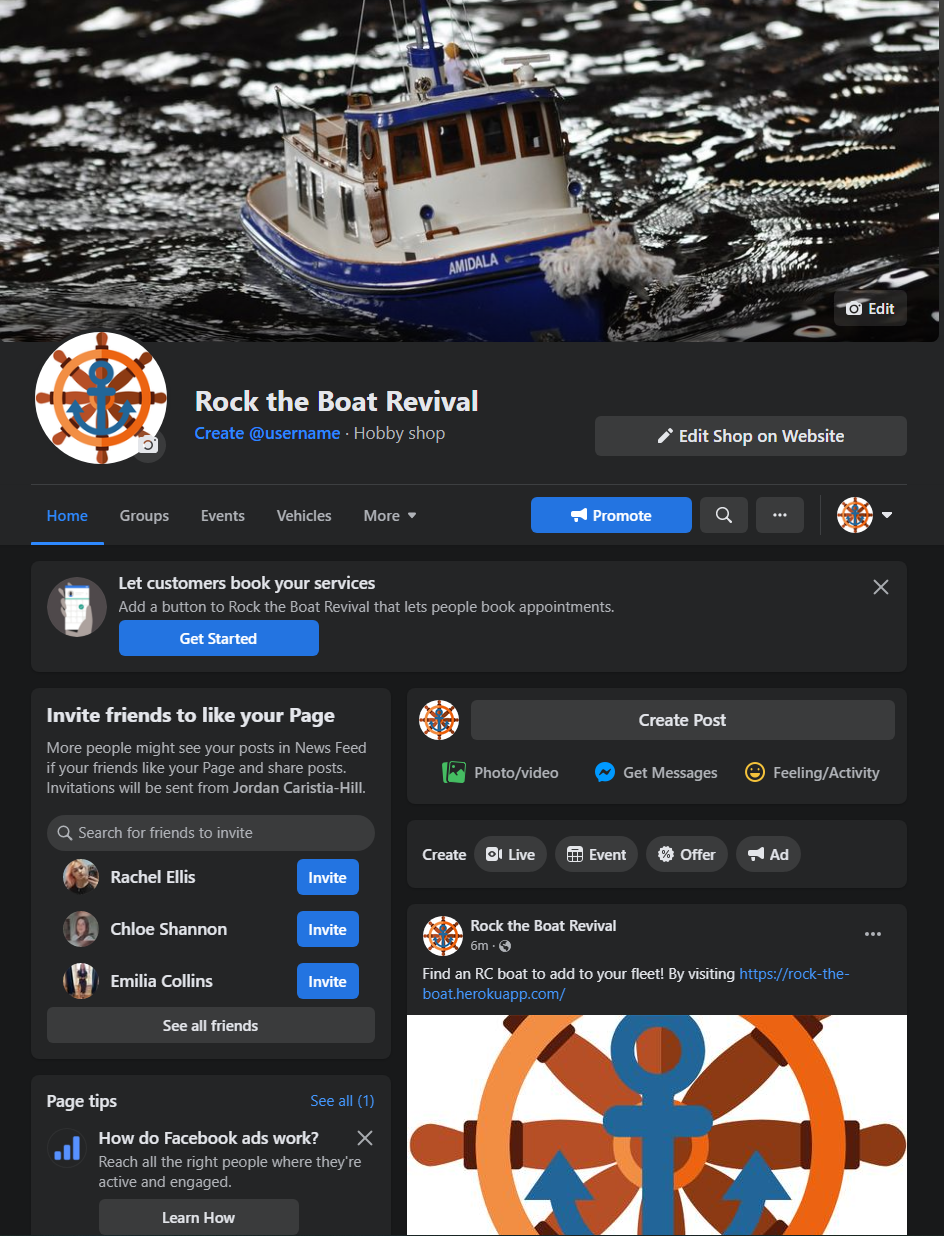 AMIDALA
Edit
Rock the Boat Revival
Create @username · Hobby shop
Edit Shop on Website
Home
Groups
Events
Vehicles
More
Promote
Let customers book your services
Add a button to Rock the Boat Revival that lets people book appointments.
Get Started
Invite friends to like your Page
More people might see your posts in News Feed
if your friends like your Page and share posts.
Invitations will be sent from Jordan Caristia-Hill.
Search for friends to invite
Rachel Ellis
Invite
Chloe Shannon
Invite
Emilia Collins
Invite
See all friends
Page tips
See all (1)
How do Facebook ads work?
Reach all the right people where they're
active and engaged.
Learn How
Create Post
Photo/video
Get Messages
Feeling/Activity
Create
Live
Event
Offer
Ad
Rock the Boat Revival
6m ·
Find an RC boat to add to your fleet! By visiting https://rock-the-
boat.herokuapp.com/